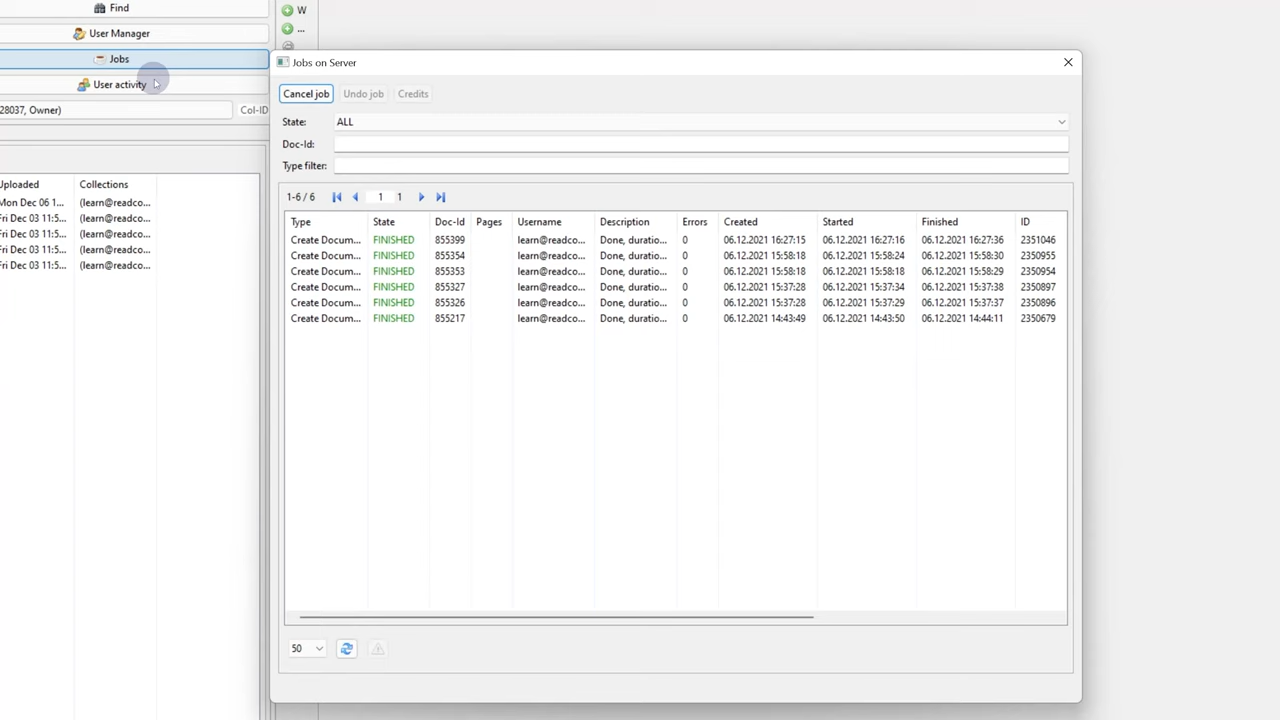 Find
User Manager
Jobs
User activity
28037, Owner)
Col-ID
Uploaded Collections
Mon Dec 06 1... (learn@readco...
Fri Dec 03 11:5... (learn@readco...
Fri Dec 03 11:5... (learn@readco...
Fri Dec 03 11:5... (learn@readco...
Fri Dec 03 11:5... (learn@readco...
W
...
Jobs on Server
Cancel job Undo job Credits
State: ALL
Doc-Id:
Type filter:
1-6 / 6 1 1
Type State Doc-Id Pages Username Description Errors Created Started Finished ID
Create Docum... FINISHED 855399 learn@readco... Done, duratio... 0 06.12.2021 16:27:15 06.12.2021 16:27:16 06.12.2021 16:27:36 2351046
Create Docum... FINISHED 855354 learn@readco... Done, duratio... 0 06.12.2021 15:58:18 06.12.2021 15:58:24 06.12.2021 15:58:30 2350955
Create Docum... FINISHED 855353 learn@readco... Done, duratio... 0 06.12.2021 15:58:18 06.12.2021 15:58:18 06.12.2021 15:58:29 2350954
Create Docum... FINISHED 855327 learn@readco... Done, duratio... 0 06.12.2021 15:37:28 06.12.2021 15:37:34 06.12.2021 15:37:38 2350897
Create Docum... FINISHED 855326 learn@readco... Done, duratio... 0 06.12.2021 15:37:28 06.12.2021 15:37:29 06.12.2021 15:37:37 2350896
Create Docum... FINISHED 855217 learn@readco... Done, duratio... 0 06.12.2021 14:43:49 06.12.2021 14:43:50 06.12.2021 14:44:11 2350679
50